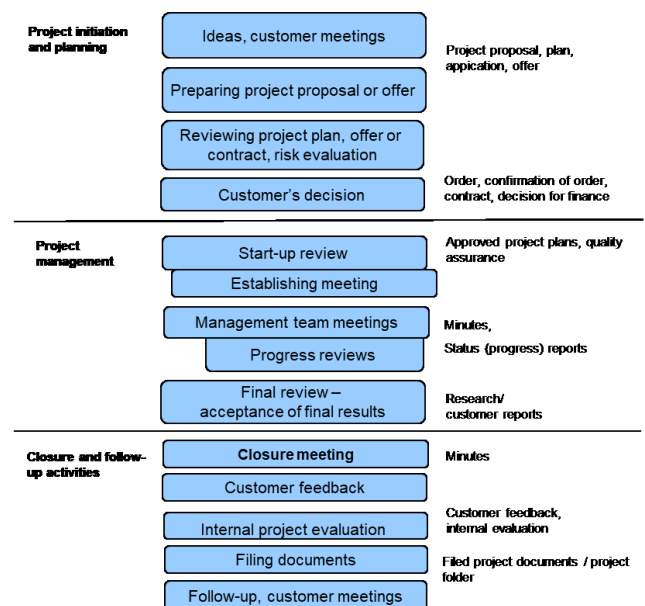 Project initiation
and planning
Ideas, customer meetings
Project proposal, plan,
appication, offer
Preparing project proposal or offer
Reviewing project plan, offer or
contract, risk evaluation
Customer's decision
Order, confirmation of order,
contract, decision for finance
Project
management
Start-up review
Approved project plans, quality
assurance
Establishing meeting
Management team meetings
Minutes,
Progress reviews
Status (progress) reports
Final review –
acceptance of final results
Research/
customer reports
Closure and follow-
up activities
Closure meeting
Minutes
Customer feedback
Internal project evaluation
Customer feedback,
internal evaluation
Filing documents
Filed project documents / project
folder
Follow-up, customer meetings